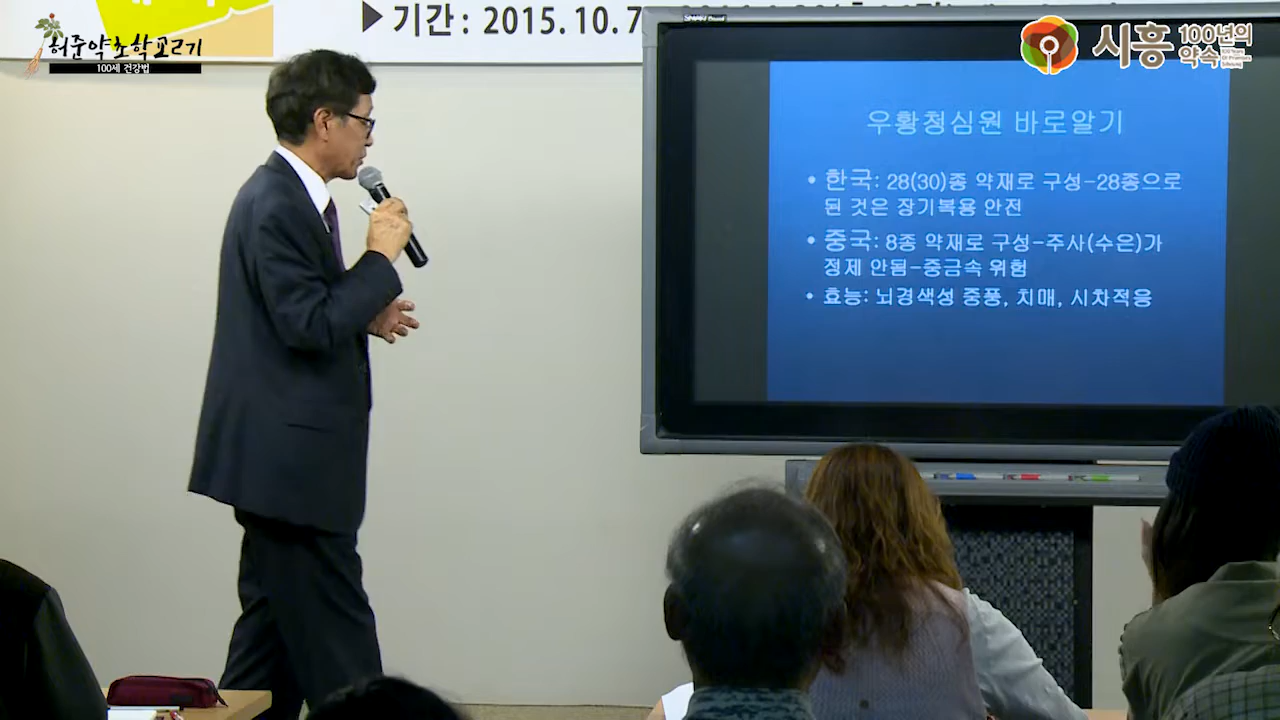 ▶기간 : 2015.10.7
허준약초학교2기
100세 건강법
시흥
100년의
약속
우황청심원 바로알기
• 한국: 28(30)종 약재로 구성-28종으로
된 것은 장기복용 안전
• 중국: 8종 약재로 구성-주사(수은)가
정제 안됨-중금속 위험
• 효능: 뇌경색성 중풍, 치매, 시차적응